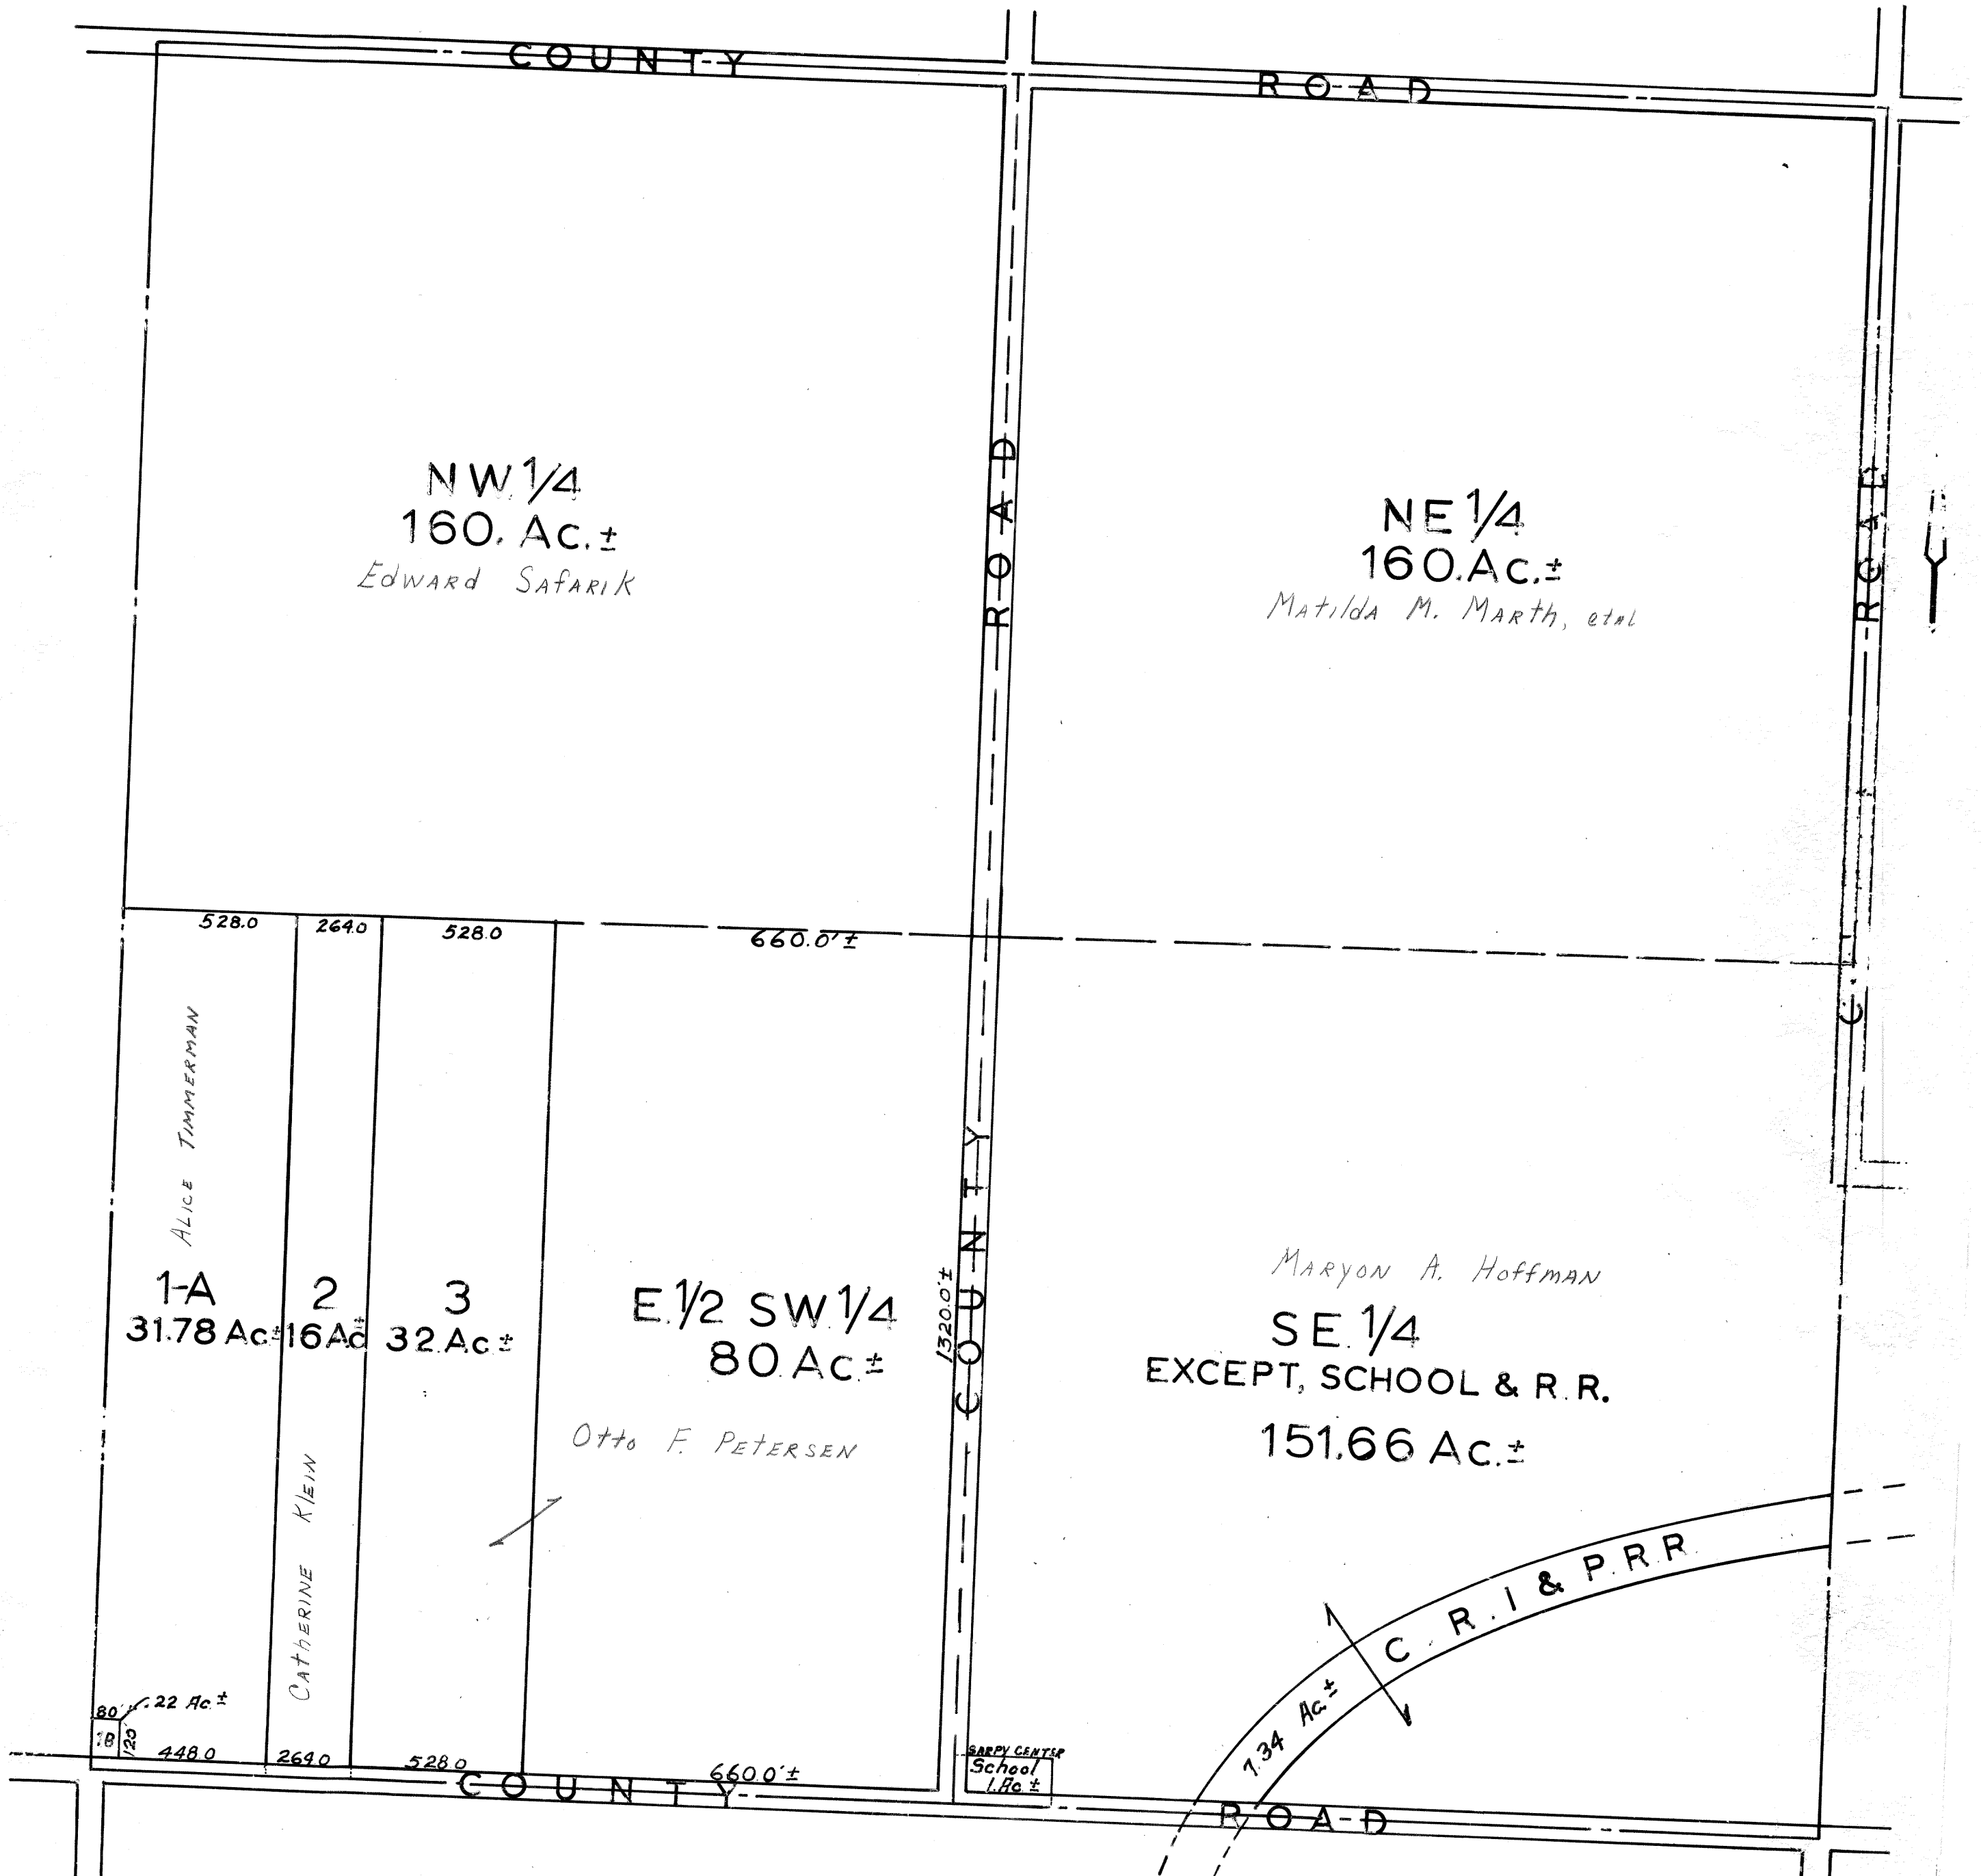 COUNTY ROAD
NW.1/4
160. Ac.±
Edward Safarik
NE 1/4
160.Ac.±
Matilda M. Marth, etal
COUNTY ROAD
ROAD
528.0
264.0
528.0
660.0'±
Alice Timmerman
1-A
31.78 Ac.±
2
16 Ac±
Catherine Klein
3
32.Ac.±
E.1/2 SW.1/4
80.Ac.±
Otto F. Petersen
1320.0'±
Maryon A. Hoffman
SE.1/4
EXCEPT, SCHOOL & R.R.
151.66 Ac.±
C. R. I & P. R R.
7.34 Ac.±
80'
.22 Ac.±
1B
120'
448.0
264.0
528.0
660.0'±
SARPY CENTER
School
1.Ac.±
COUNTY ROAD